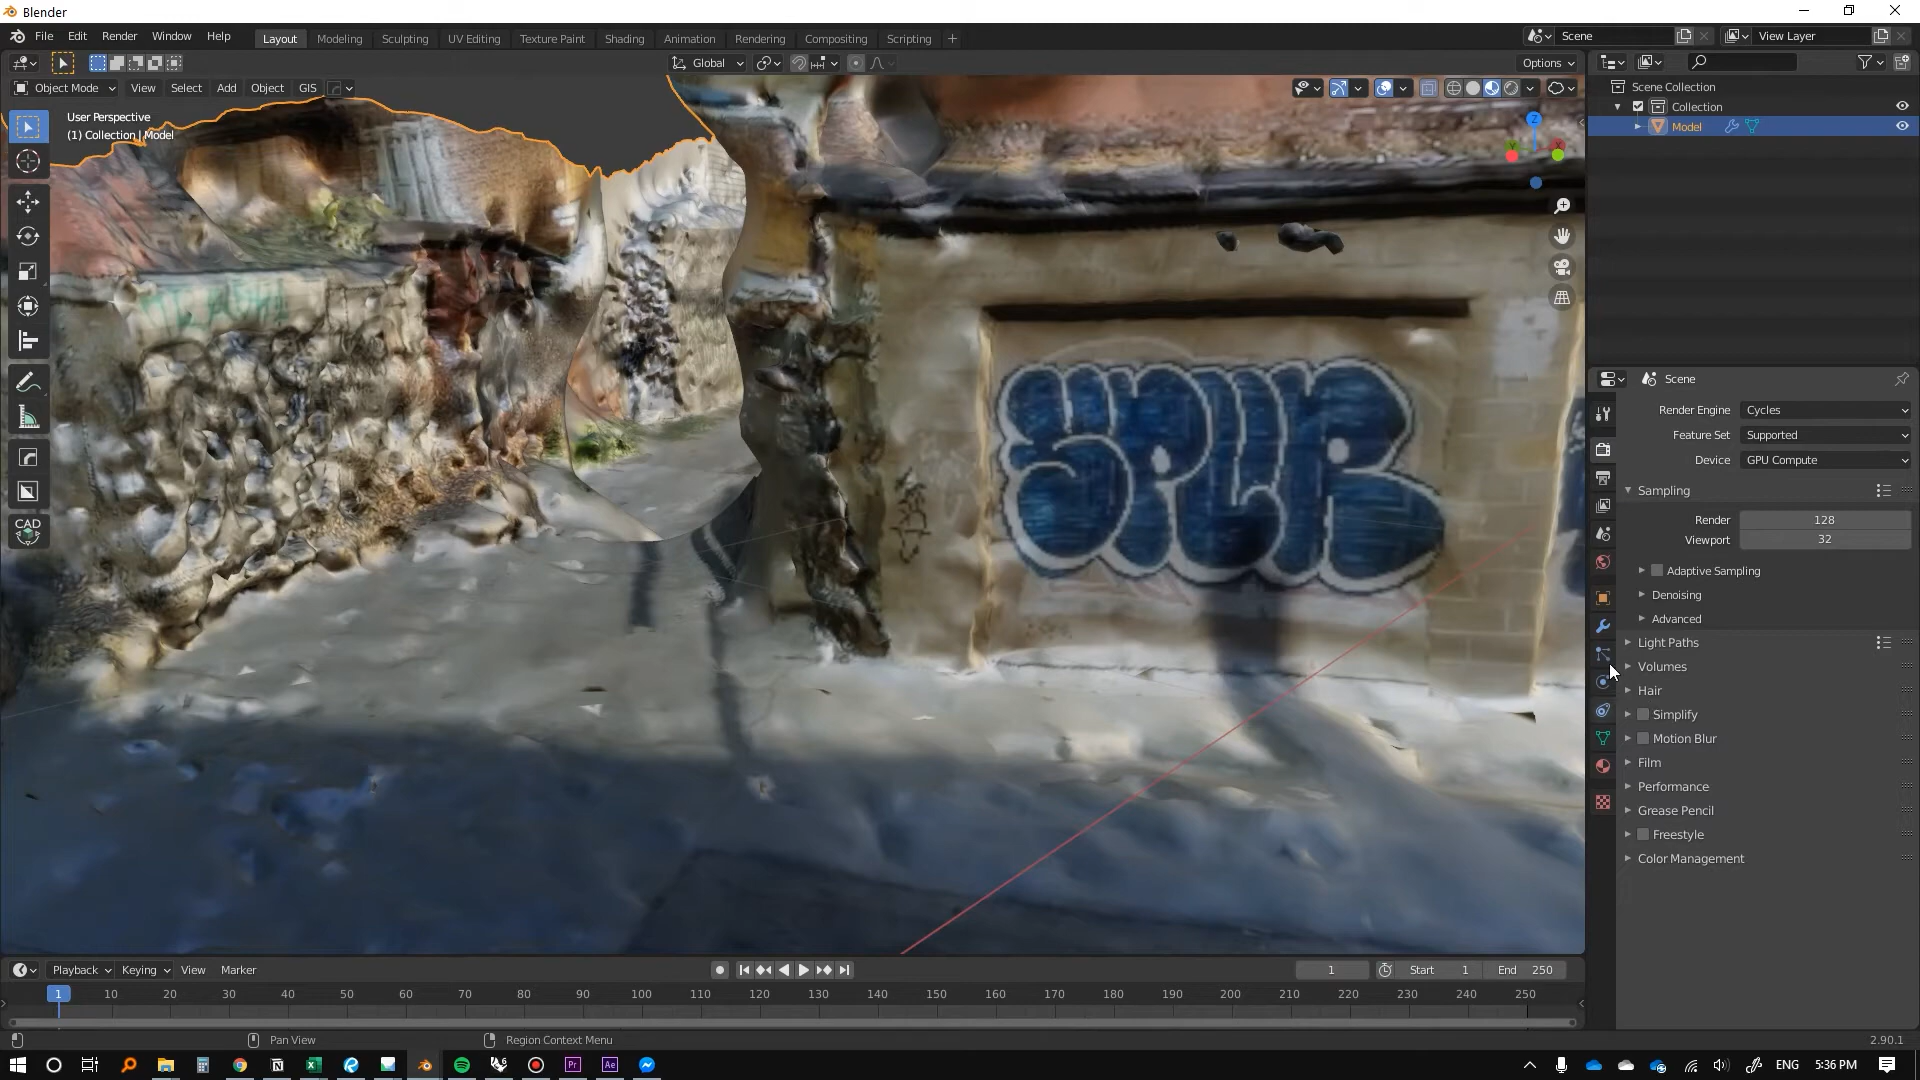 Blender
File Edit Render Window Help
Layout Modeling Sculpting UV Editing Texture Paint Shading Animation Rendering Compositing Scripting +
Scene
View Layer
Global
Options
Object Mode View Select Add Object GIS
User Perspective
(1) Collection | Model
Z
CAD
SPUR
Scene Collection
Collection
Model
Scene
Render Engine Cycles
Feature Set Supported
Device GPU Compute
Sampling
Render 128
Viewport 32
Adaptive Sampling
Denoising
Advanced
Light Paths
Volumes
Hair
Simplify
Motion Blur
Film
Performance
Grease Pencil
Freestyle
Color Management
Playback Keying View Marker
1 Start 1 End 250
1 10 20 30 40 50 60 70 80 90 100 110 120 130 140 150 160 170 180 190 200 210 220 230 240 250
Pan View Region Context Menu 2.90.1
Pr Ae ENG 5:36 PM